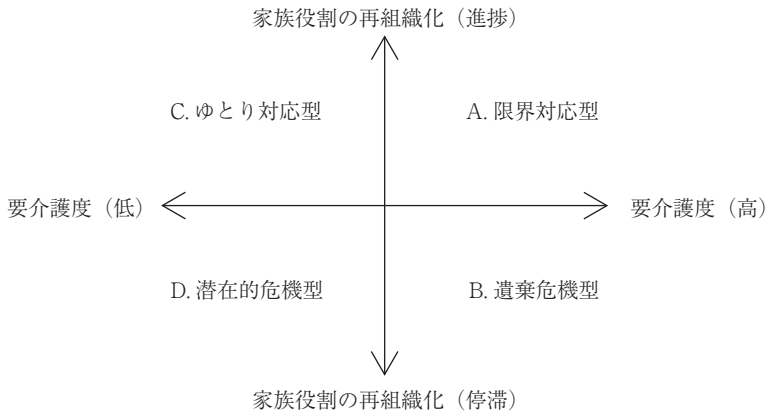 家族役割の再組織化（進捗）
C. ゆとり対応型
A. 限界対応型
要介護度（低）
要介護度（高）
D. 潜在的危機型
B. 遺棄危機型
家族役割の再組織化（停滞）